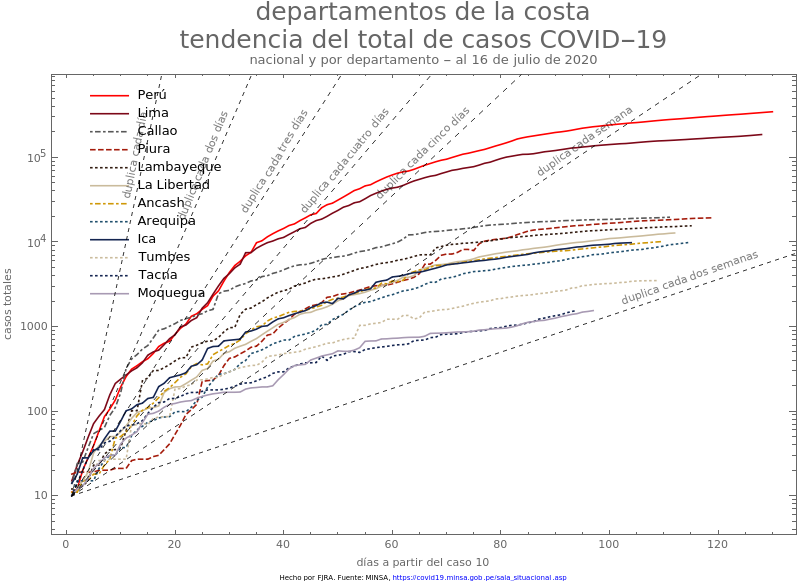 departamentos de la costa
tendencia del total de casos COVID−19
nacional y por departamento − al 16 de julio de 2020
Perú
Lima
Callao
Piura
Lambayeque
La Libertad
Ancash
Arequipa
Ica
Tumbes
Tacna
Moquegua
duplica cada día
duplica cada dos días
duplica cada tres días
duplica cada cuatro días
duplica cada cinco días
duplica cada semana
duplica cada dos semanas
casos totales
10^5
10^4
1000
100
10
0 20 40 60 80 100 120
días a partir del caso 10
Hecho por FJRA. Fuente: MINSA, https://covid19.minsa.gob.pe/sala_situacional.asp